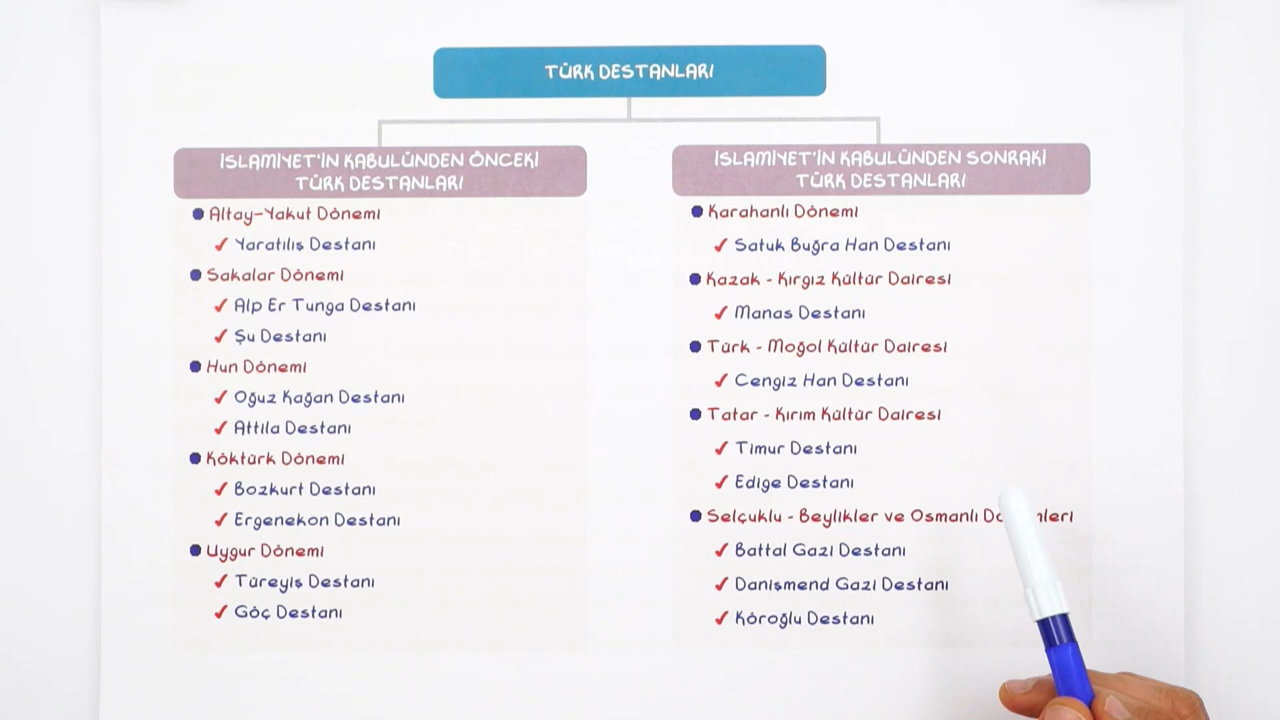 TÜRK DESTANLARI
İSLAMİYET'İN KABULÜNDEN ÖNCEKİ
TÜRK DESTANLARI
Altay-Yakut Dönemi
Yaratılış Destanı
Sakalar Dönemi
Alp Er Tunga Destanı
Şu Destanı
Hun Dönemi
Oğuz Kağan Destanı
Attila Destanı
Köktürk Dönemi
Bozkurt Destanı
Ergenekon Destanı
Uygur Dönemi
Türeyiş Destanı
Göç Destanı
İSLAMİYET'İN KABULÜNDEN SONRAKİ
TÜRK DESTANLARI
Karahanlı Dönemi
Satuk Buğra Han Destanı
Kazak - Kırgız Kültür Dairesi
Manas Destanı
Türk - Moğol Kültür Dairesi
Cengiz Han Destanı
Tatar - Kırım Kültür Dairesi
Timur Destanı
Edige Destanı
Selçuklu - Beylikler ve Osmanlı
Battal Gazi Destanı
Danişmend Gazi Destanı
Köroğlu Destanı